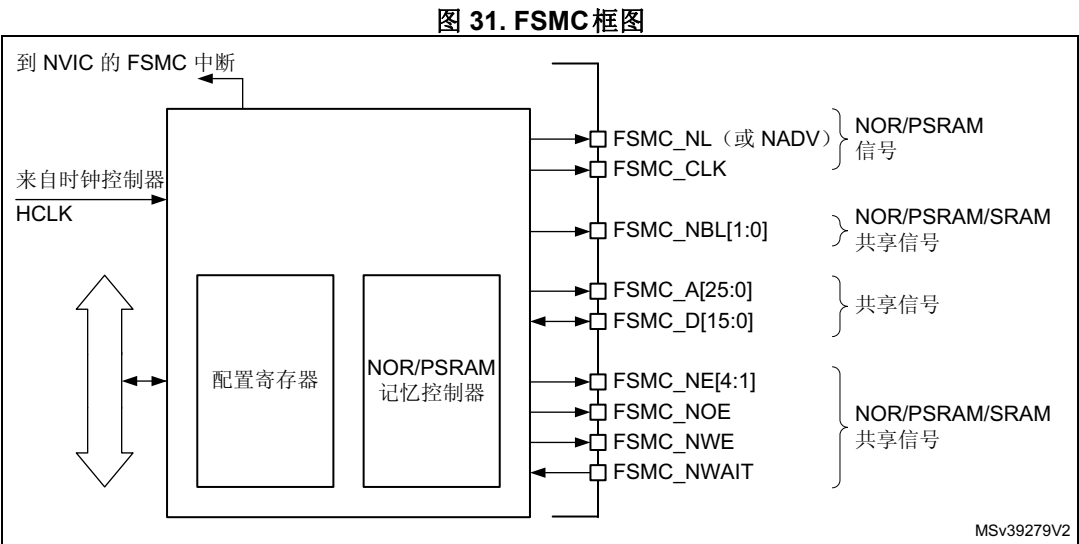 图 31. FSMC框图
到 NVIC 的 FSMC 中断
来自时钟控制器
HCLK
配置寄存器
NOR/PSRAM
记忆控制器
FSMC_NL（或 NADV）
FSMC_CLK
NOR/PSRAM
信号
FSMC_NBL[1:0]
NOR/PSRAM/SRAM
共享信号
FSMC_A[25:0]
FSMC_D[15:0]
共享信号
FSMC_NE[4:1]
FSMC_NOE
FSMC_NWE
FSMC_NWAIT
NOR/PSRAM/SRAM
共享信号
MSv39279V2